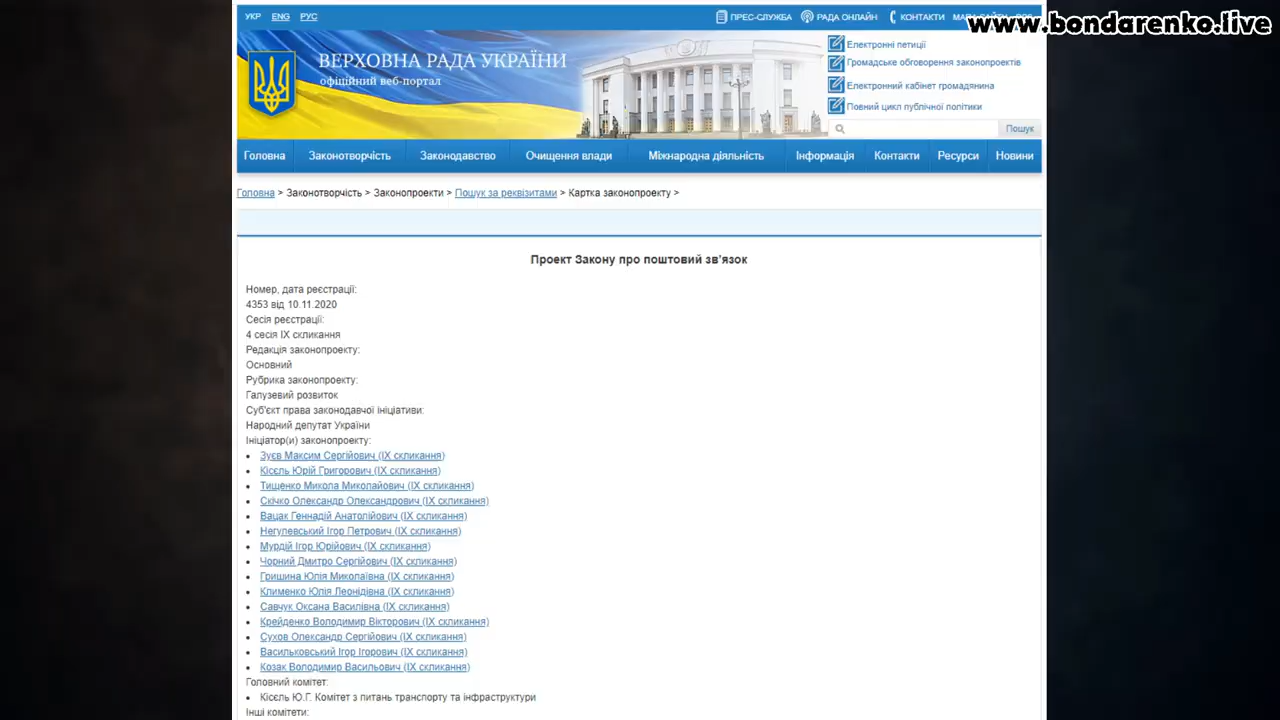 УКР ENG РУС
ПРЕС-СЛУЖБА РАДА ОНЛАЙН КОНТАКТИ
www.bondarenko.live
ВЕРХОВНА РАДА УКРАЇНИ
офіційний веб-портал
Електронні петиції
Громадське обговорення законопроектів
Електронний кабінет громадянина
Повний цикл публічної політики
Пошук
Головна Законотворчість Законодавство Очищення влади Міжнародна діяльність Інформація Контакти Ресурси Новини
Головна > Законотворчість > Законопроекти > Пошук за реквізитами > Картка законопроекту >
Проект Закону про поштовий зв'язок
Номер, дата реєстрації:
4353 від 10.11.2020
Сесія реєстрації:
4 сесія IX скликання
Редакція законопроекту:
Основний
Рубрика законопроекту:
Галузевий розвиток
Суб'єкт права законодавчої ініціативи:
Народний депутат України
Ініціатор(и) законопроекту:
Зуєв Максим Сергійович (IX скликання)
Кісєль Юрій Григорович (IX скликання)
Тищенко Микола Миколайович (IX скликання)
Скічко Олександр Олександрович (IX скликання)
Вацак Геннадій Анатолійович (IX скликання)
Негулевський Ігор Петрович (IX скликання)
Мурдій Ігор Юрійович (IX скликання)
Чорний Дмитро Сергійович (IX скликання)
Гришина Юлія Миколаївна (IX скликання)
Клименко Юлія Леонідівна (IX скликання)
Савчук Оксана Василівна (IX скликання)
Крейденко Володимир Вікторович (IX скликання)
Сухов Олександр Сергійович (IX скликання)
Васильковський Ігор Ігорович (IX скликання)
Козак Володимир Васильович (IX скликання)
Головний комітет:
Кісєль Ю.Г. Комітет з питань транспорту та інфраструктури
Інші комітети: